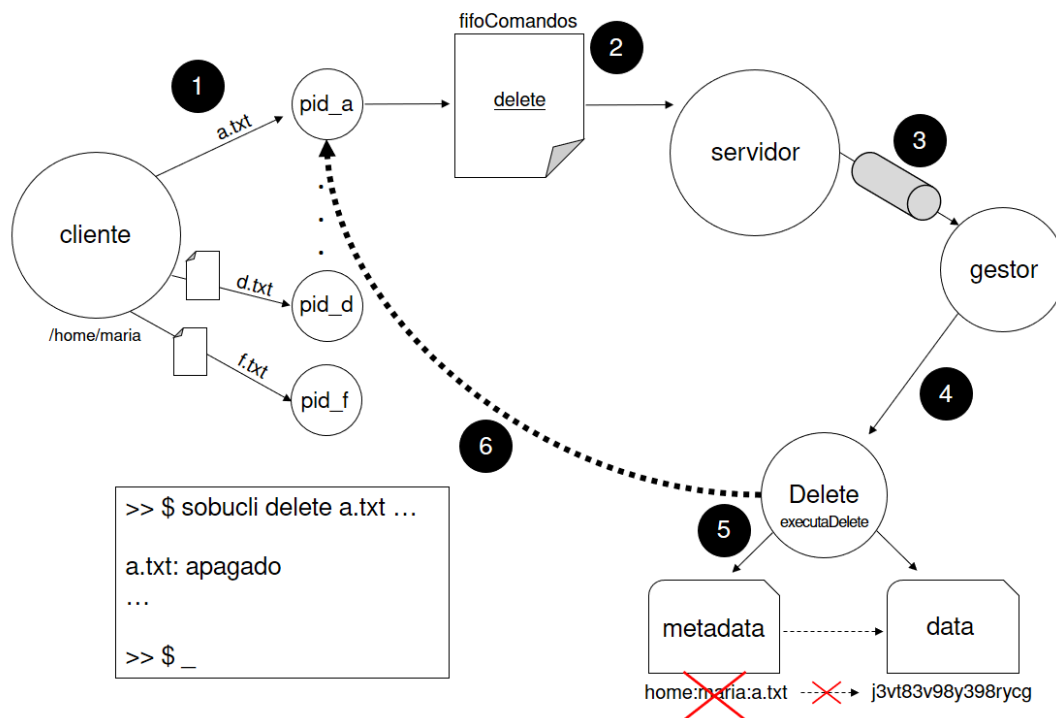 fifoComandos
1
2
pid_a
delete
a.txt
servidor
3
cliente
gestor
d.txt
pid_d
/home/maria
f.txt
pid_f
4
6
Delete
executaDelete
5
>> $ sobucli delete a.txt ...
a.txt: apagado
...
>> $ _
metadata
data
home:maria:a.txt
j3vt83v98y398rycg